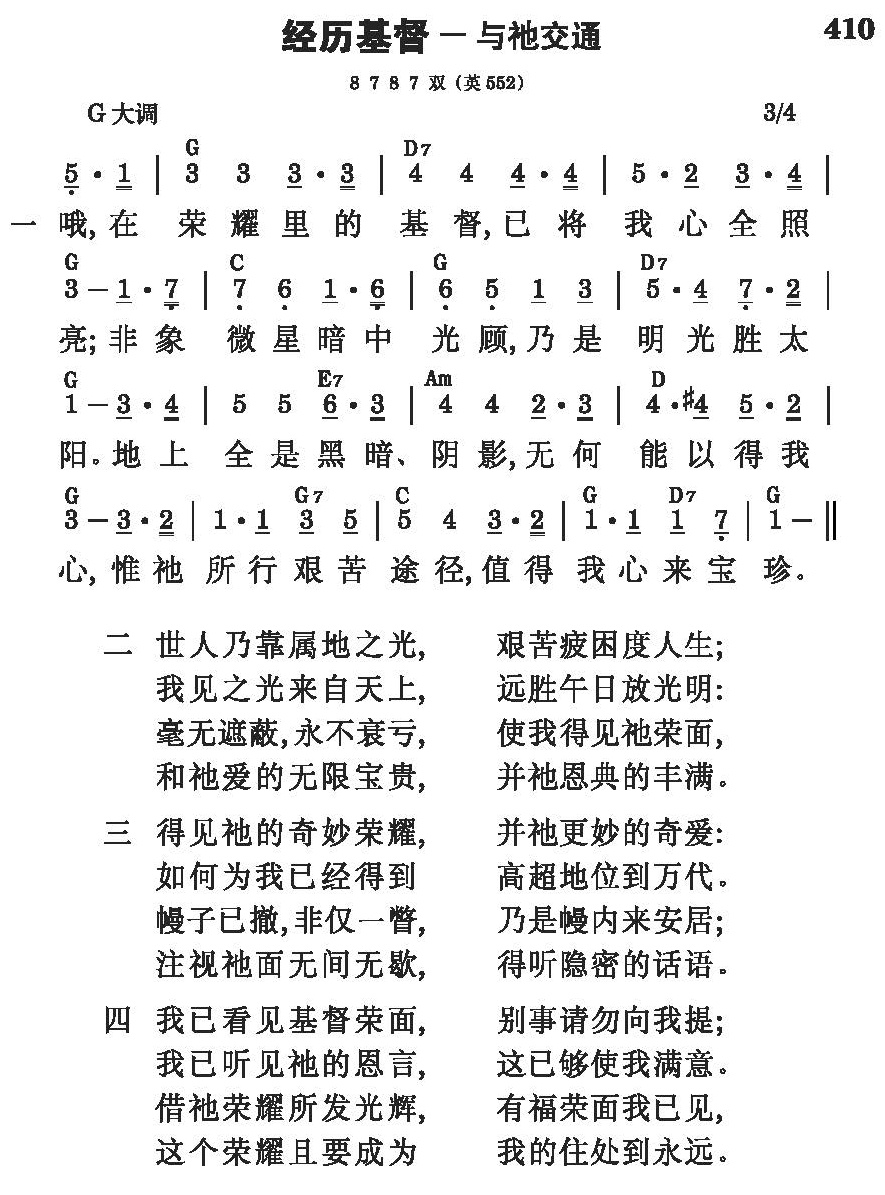 经历基督－与祂交通 410
8 7 8 7 双（英552）
G大调 3/4
G D7
5 · 1 | 3 3 3 · 3 | 4 4 4 · 4 | 5 · 2 3 · 4 |
一 哦,在 荣 耀 里 的 基 督,已 将 我 心 全 照
G C G D7
3 － 1 · 7 | 7 6 1 · 6 | 6 5 1 3 | 5 · 4 7 · 2 |
亮; 非 象 微 星 暗 中 光 顾,乃 是 明 光 胜 太
G E7 Am D
1 － 3 · 4 | 5 5 6 · 3 | 4 4 2 · 3 | 4 · #4 5 · 2 |
阳。地 上 全 是 黑 暗、 阴 影,无 何 能 以 得 我
G G7 C G D7 G
3 － 3 · 2 | 1 · 1 3 5 | 5 4 3 · 2 | 1 · 1 1 7 | 1 － ‖
心, 惟 祂 所 行 艰 苦 途 径,值 得 我 心 来 宝 珍。
二 世人乃靠属地之光, 艰苦疲困度人生;
我见之光来自天上, 远胜午日放光明:
毫无遮蔽,永不衰亏, 使我得见祂荣面,
和祂爱的无限宝贵, 并祂恩典的丰满。
三 得见祂的奇妙荣耀, 并祂更妙的奇爱:
如何为我已经得到 高超地位到万代。
幔子已撤,非仅一瞥, 乃是幔内来安居;
注视祂面无间无歇, 得听隐密的话语。
四 我已看见基督荣面, 别事请勿向我提;
我已听见祂的恩言, 这已够使我满意。
借祂荣耀所发光辉, 有福荣面我已见,
这个荣耀且要成为 我的住处到永远。